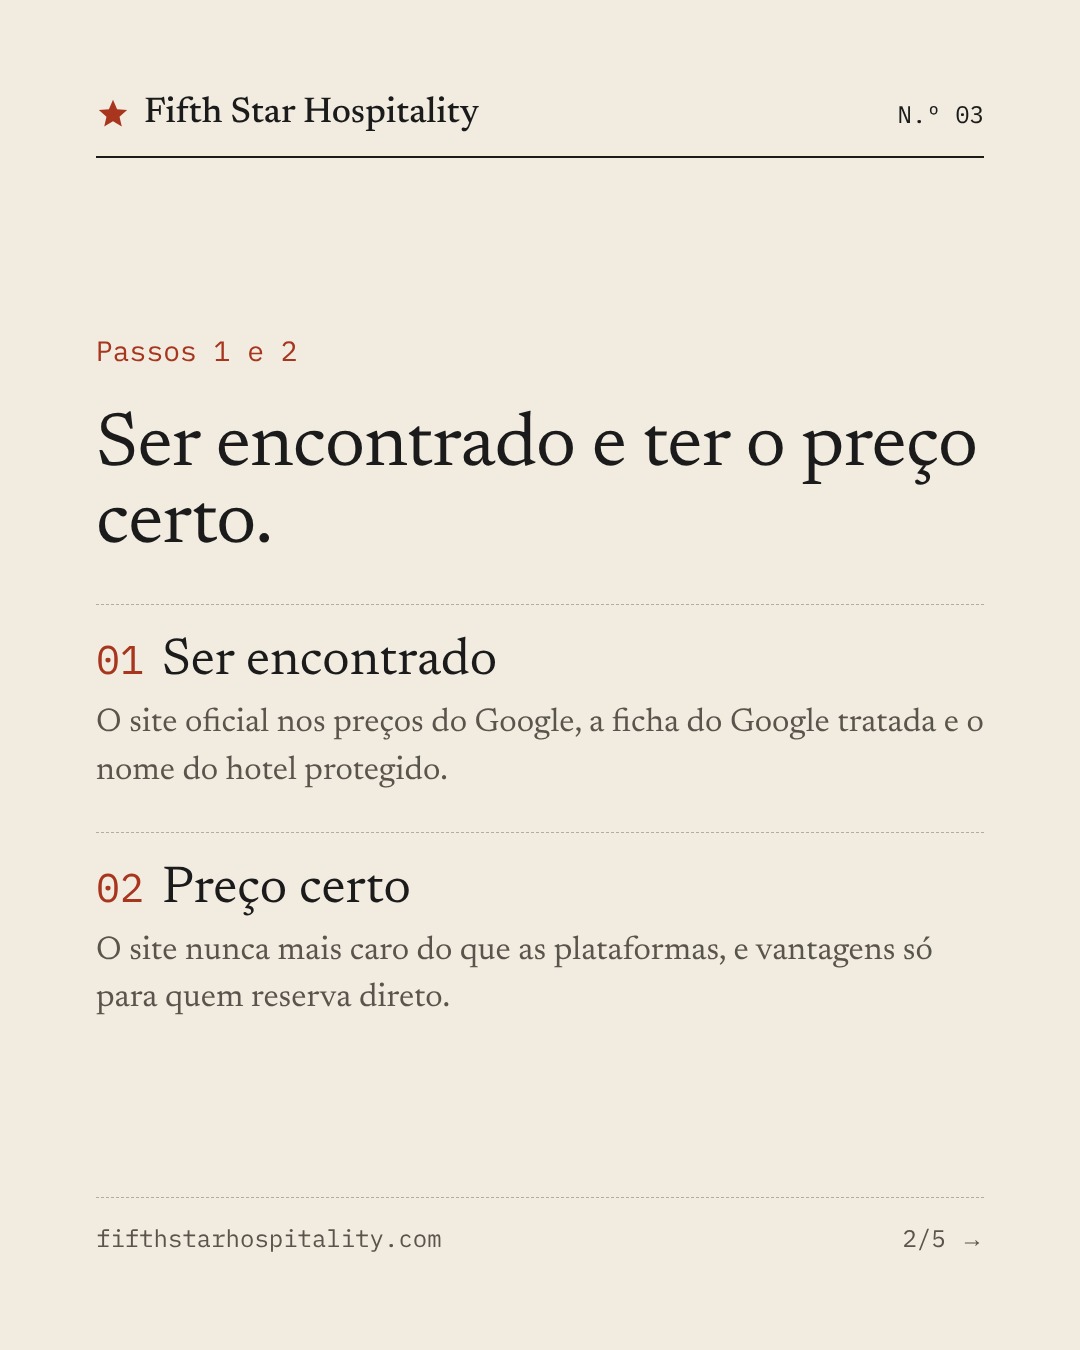 Fifth Star Hospitality
N.º 03
Passos 1 e 2
Ser encontrado e ter o preço
certo.
01 Ser encontrado
O site oficial nos preços do Google, a ficha do Google tratada e o
nome do hotel protegido.
02 Preço certo
O site nunca mais caro do que as plataformas, e vantagens só
para quem reserva direto.
fifthstarhospitality.com
2/5 →